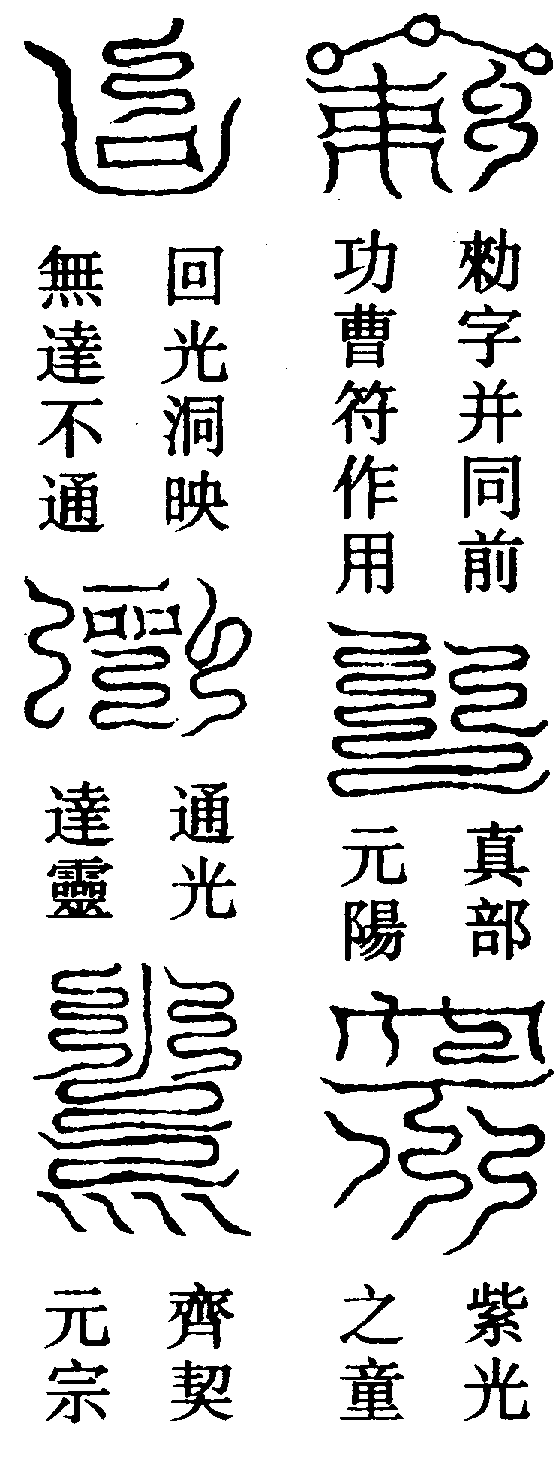 勑字并同前
功曹符作用
真部
元陽
紫光
之童
回光洞映
無達不通
通光
達靈
齊契
元宗